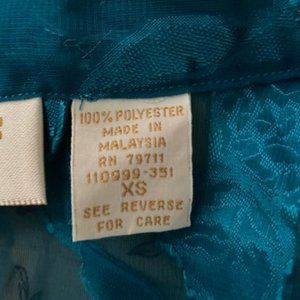 100% POLYESTER
MADE IN
MALAYSIA
RN 79711
110999-351
XS
SEE REVERSE
FOR CARE